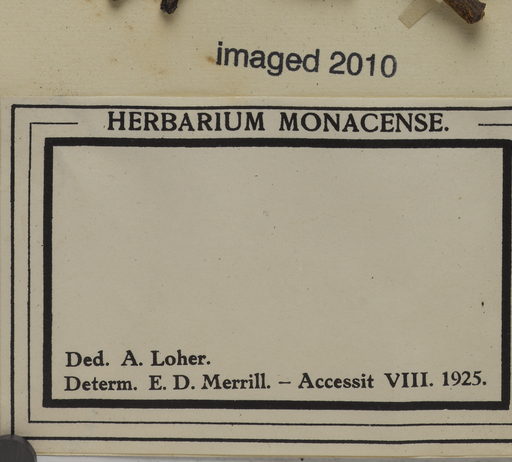 imaged 2010
HERBARIUM MONACENSE.
Ded. A. Loher.
Determ. E. D. Merrill. – Accessit VIII. 1925.